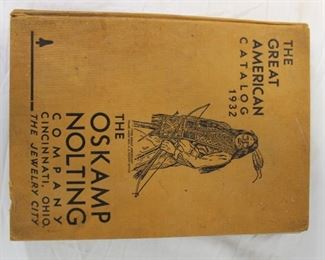 THE
GREAT
AMERICAN
CATALOG
1932
THE
OSKAMP
NOLTING
COMPANY
CINCINNATI, OHIO.
THE JEWELRY CITY